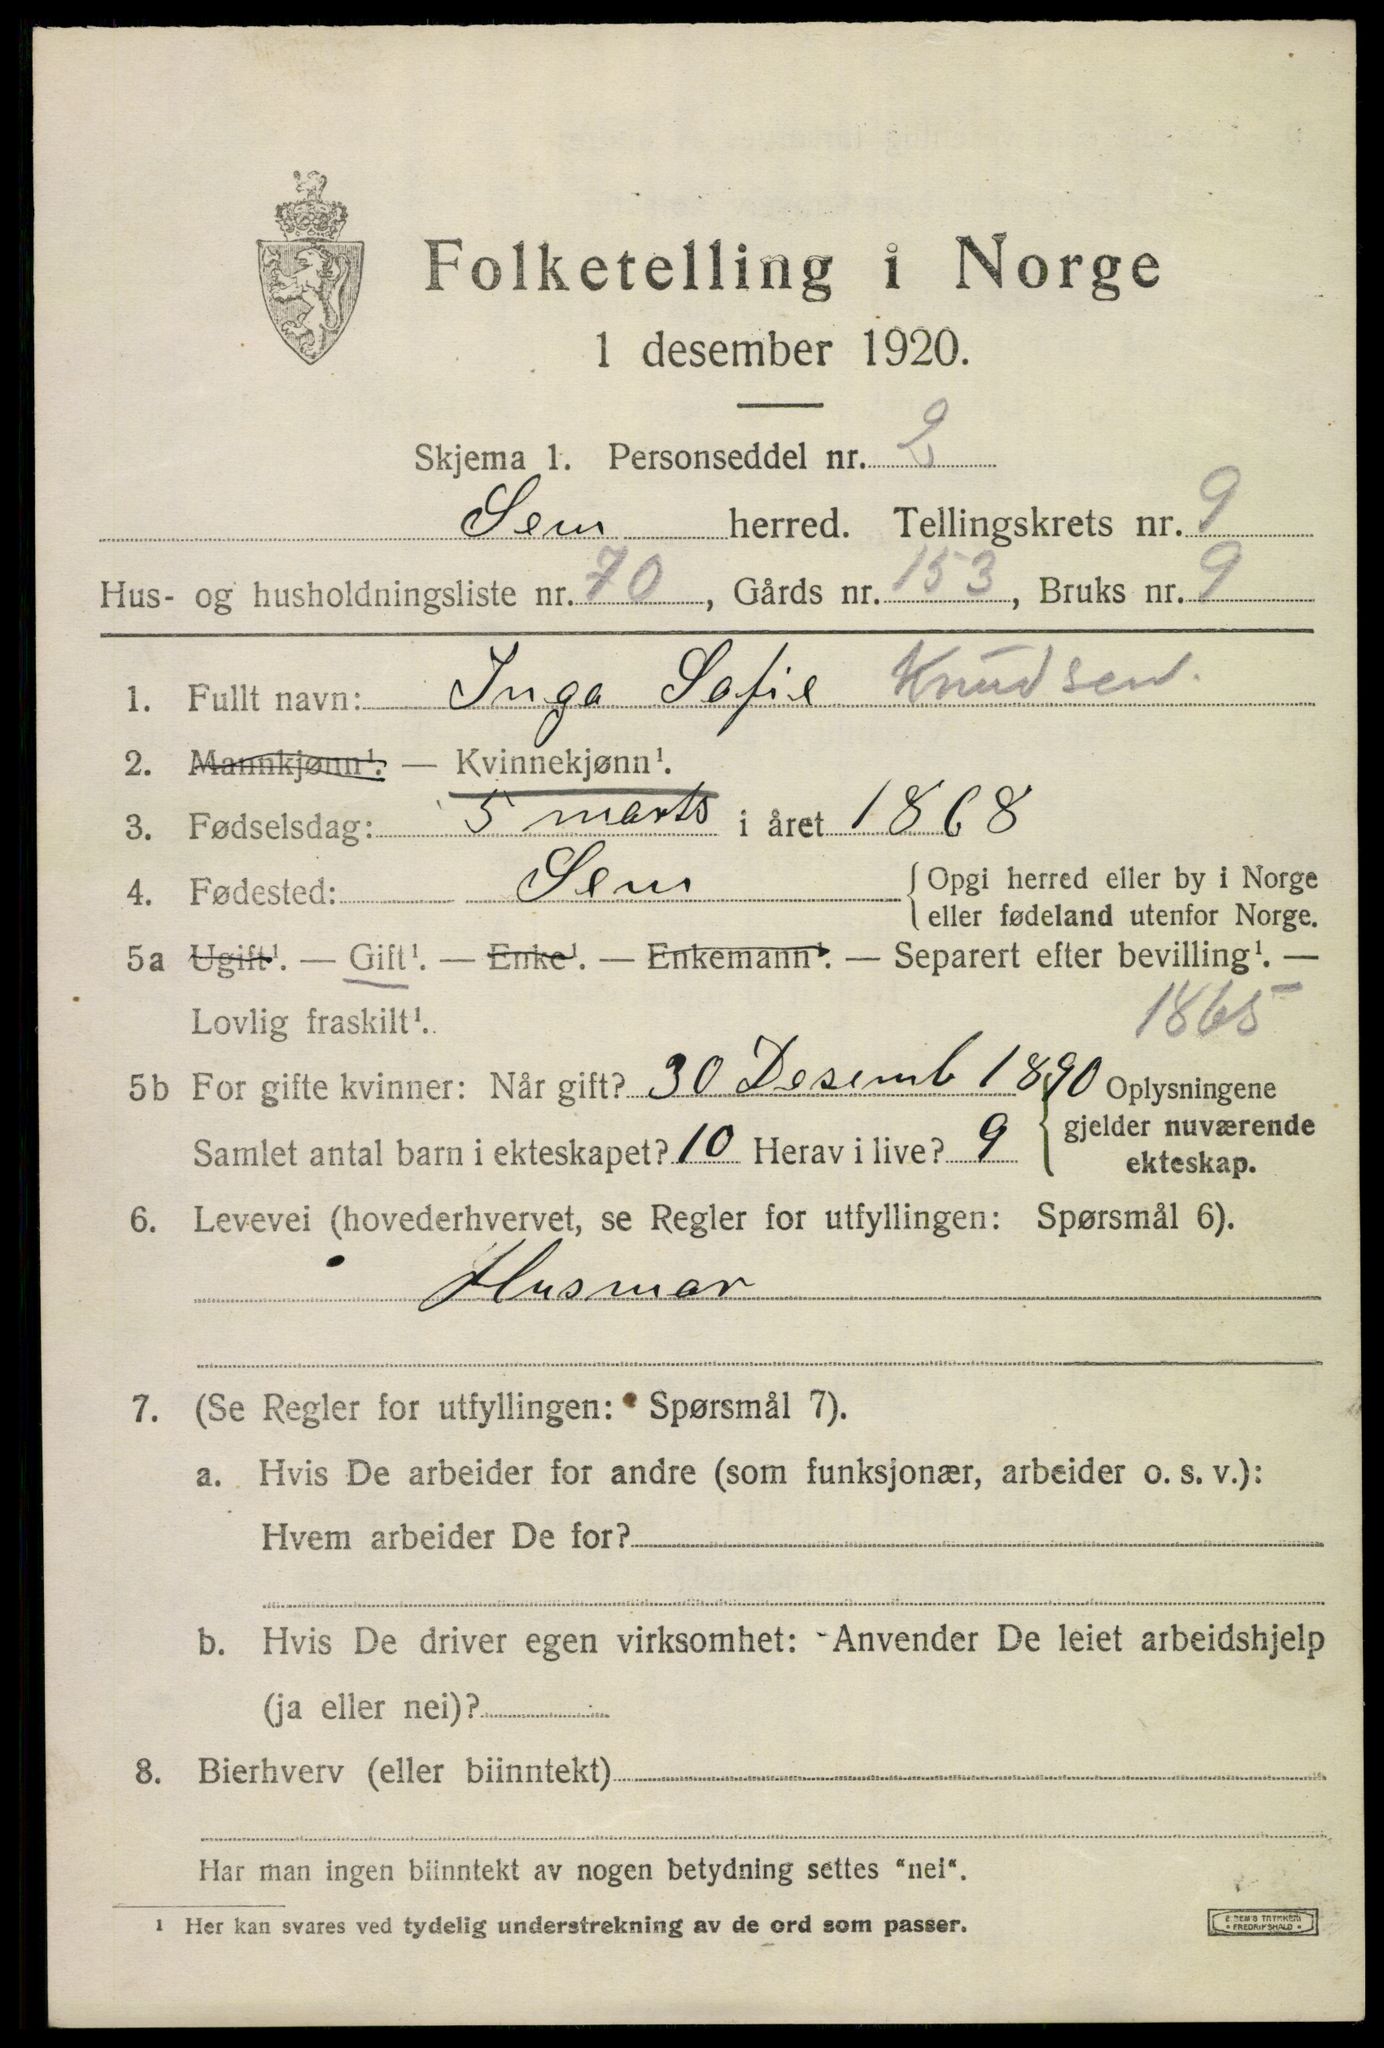 Folketelling i Norge
1 desember 1920.
Skjema 1. Personseddel nr. 2
Sem herred. Tellingskrets nr. 9
Hus- og husholdningsliste nr. 70, Gårds nr. 153, Bruks nr. 9
1. Fullt navn: Inga Sofie Knudsen.
2. Mannkjønn¹. — Kvinnekjønn¹.
3. Fødselsdag: 5 marts i året 1868
4. Fødested: Sem { Opgi herred eller by i Norge
eller fødeland utenfor Norge.
5a Ugift¹. — Gift¹. — Enke¹. — Enkemann¹. — Separert efter bevilling¹. —
Lovlig fraskilt¹. 1865
5b For gifte kvinner: Når gift? 30 Desemb 1890 { Oplysningene
gjelder nuværende
ekteskap.
Samlet antal barn i ekteskapet? 10 Herav i live? 9
6. Levevei (hovederhvervet, se Regler for utfyllingen: Spørsmål 6).
Husmor
7. (Se Regler for utfyllingen: Spørsmål 7).
a. Hvis De arbeider for andre (som funksjonær, arbeider o. s. v.):
Hvem arbeider De for?
b. Hvis De driver egen virksomhet: Anvender De leiet arbeidshjelp
(ja eller nei)?
8. Bierhverv (eller biinntekt)
Har man ingen biinntekt av nogen betydning settes "nei".
¹ Her kan svares ved tydelig understrekning av de ord som passer.
E. SEM'S TRYKKERI
FREDRIKSHALD